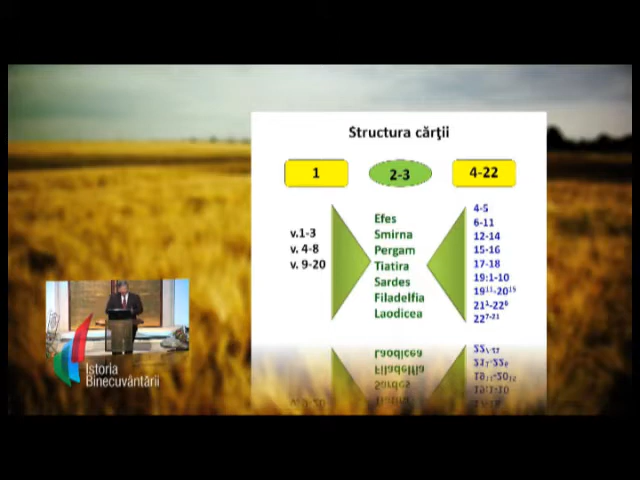 Structura cărţii
1
2-3
4-22
v.1-3
v. 4-8
v. 9-20
Efes
Smirna
Pergam
Tiatira
Sardes
Filadelfia
Laodicea
4-5
6-11
12-14
15-16
17-18
19:1-10
19¹¹-20¹⁵
21¹-22⁶
22⁷⁻²¹
Istoria
Binecuvântării